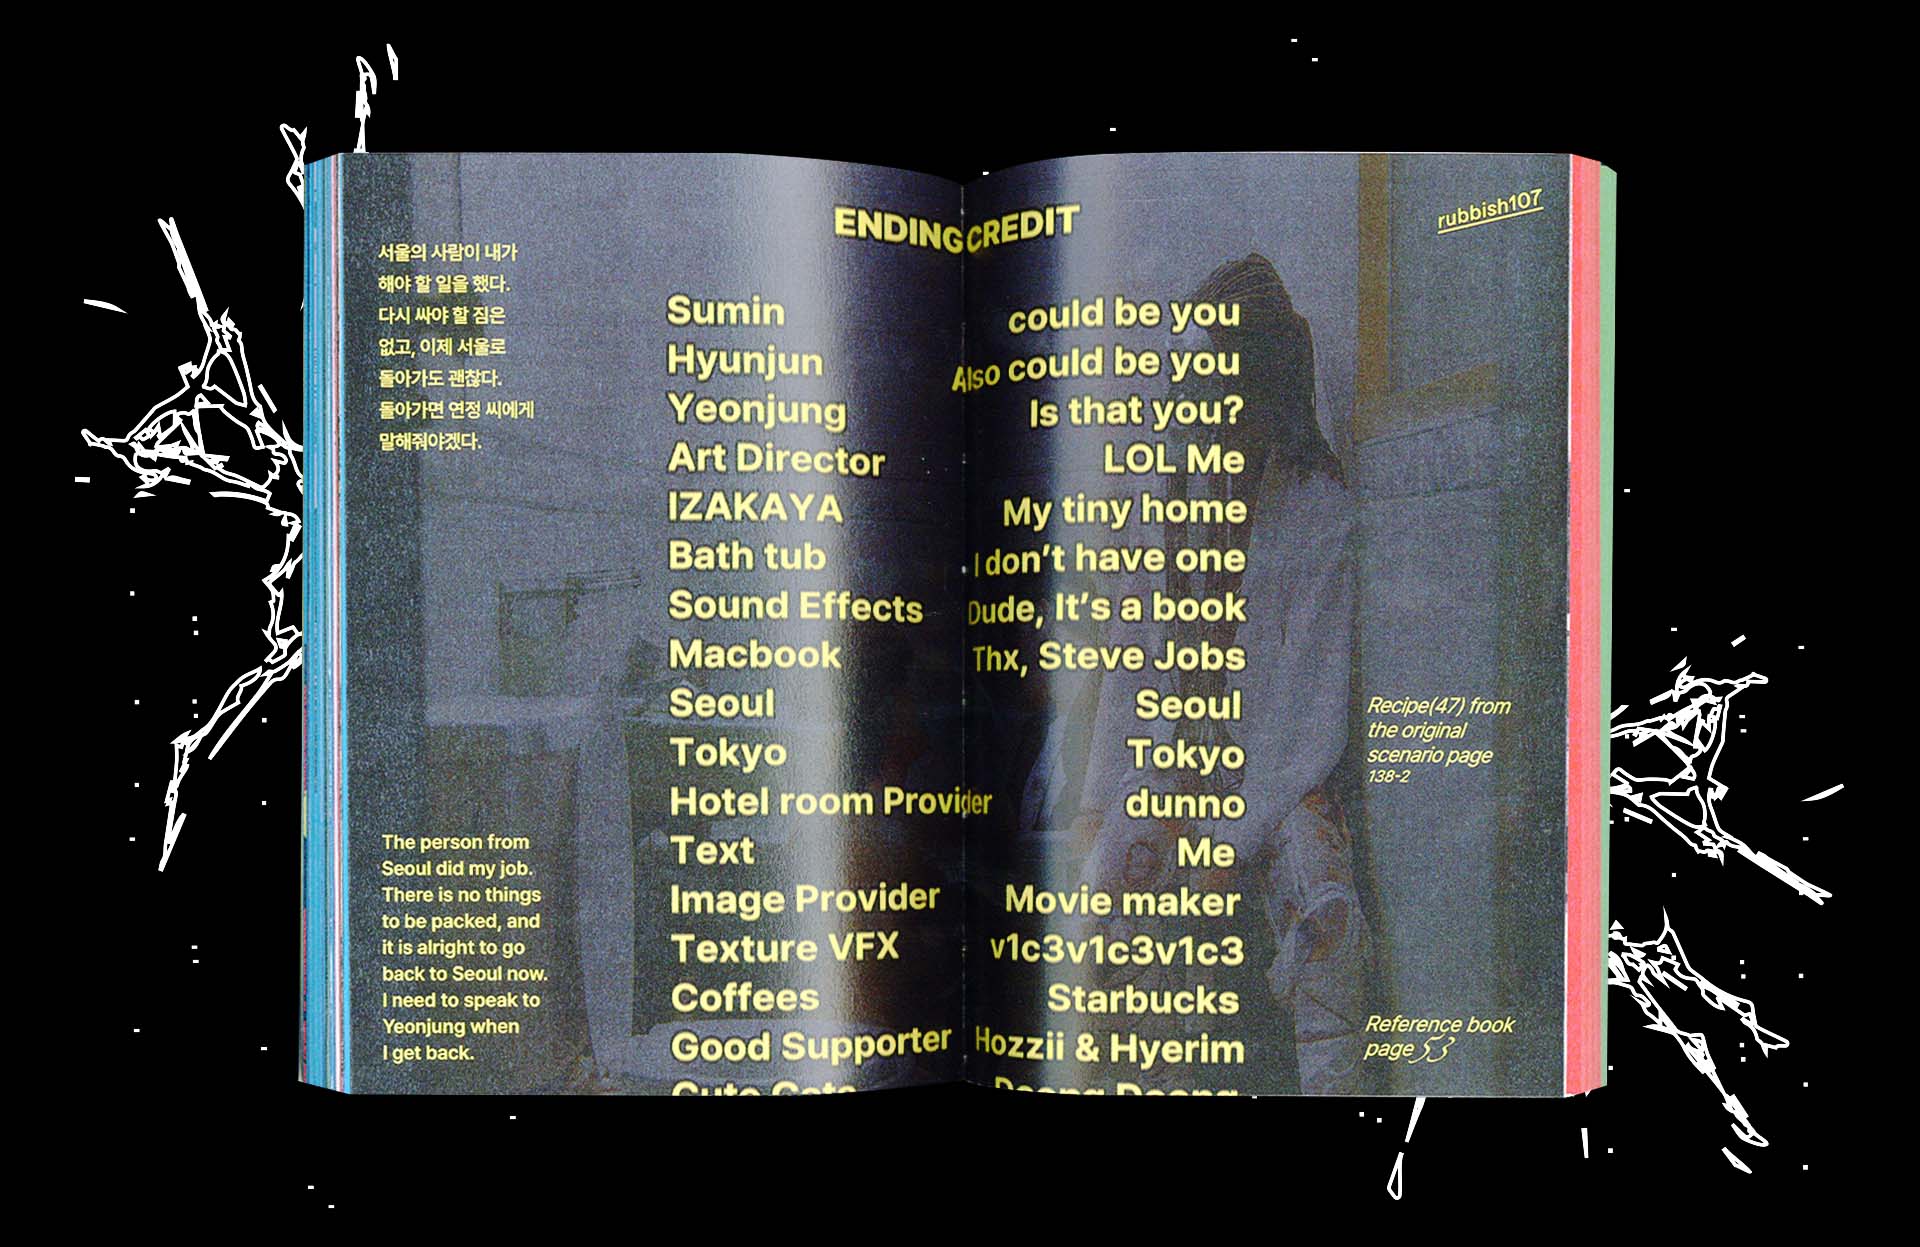 ENDING CREDIT
rubbish107
서울의 사람이 내가
해야 할 일을 했다.
다시 싸야 할 짐은
없고, 이제 서울로
돌아가도 괜찮다.
돌아가면 연정 씨에게
말해줘야겠다.
Sumin could be you
Hyunjun Also could be you
Yeonjung Is that you?
Art Director LOL Me
IZAKAYA My tiny home
Bath tub I don’t have one
Sound Effects Dude, It’s a book
Macbook Thx, Steve Jobs
Seoul Seoul
Tokyo Tokyo
Hotel room Provider dunno
Text Me
Image Provider Movie maker
Texture VFX v1c3v1c3v1c3
Coffees Starbucks
Good Supporter Hozzii & Hyerim
Cute Cats Doong Doong
The person from
Seoul did my job.
There is no things
to be packed, and
it is alright to go
back to Seoul now.
I need to speak to
Yeonjung when
I get back.
Recipe(47) from
the original
scenario page
138-2
Reference book
page 53